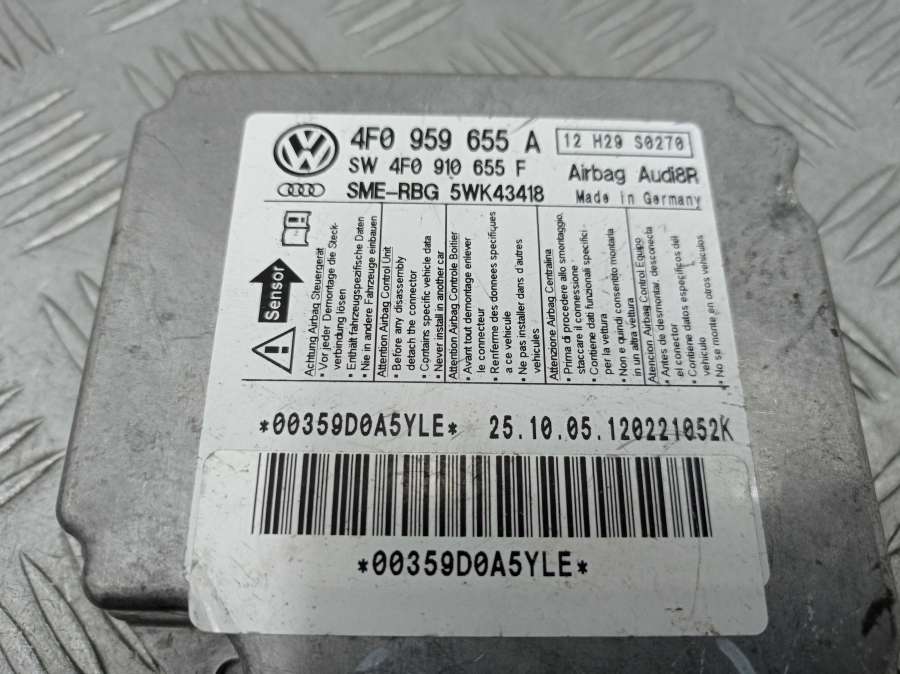 4F0 959 655 A
12 H29 S0270
SW 4F0 910 655 F
Airbag Audi8R
SME-RBG 5WK43418
Made in Germany
Sensor
Achtung Airbag Steuergerät
• Vor jeder Demontage die Steck-
verbindung lösen
• Enthält fahrzeugspezifische Daten
• Nie in andere Fahrzeuge einbauen
Attention Airbag Control Unit
• Before any disassembly
detach the connector
• Contains specific vehicle data
• Never install in another car
Attention Airbag Controle Boitier
• Avant tout demontage enlever
le connecteur
• Renferme des donnees specifiques
a ce vehicule
• Ne pas installer dans d'autres
vehicules
Attenzione Airbag Centralina
• Prima di procedere allo smontaggio,
staccare il connessione
• Contiene dati funzionali specifici
per la vettura
• Non e quindi consentito montarla
in un altra vettura
Atencion Airbag Control Equipo
• Antes de desmontar, desconecta
el conector
• Contiene datos especificos del
vehiculo
• No se monte en otros vehiculos
*00359D0A5YLE* 25.10.05.120221052K
*00359D0A5YLE*